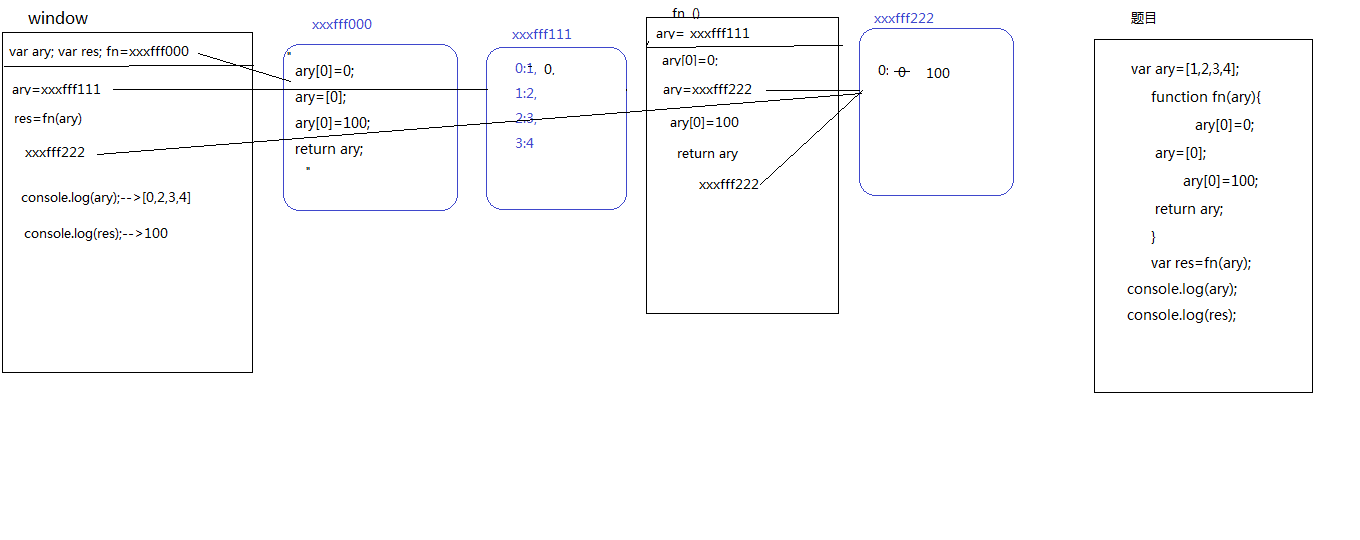 window
var ary; var res; fn=xxxfff000
ary=xxxfff111
res=fn(ary)
xxxfff222
console.log(ary);-->[0,2,3,4]
console.log(res);-->100
xxxfff000
ary[0]=0;
ary=[0];
ary[0]=100;
return ary;
xxxfff111
0:1, 0.
1:2,
2:3,
3:4
fn ()
ary= xxxfff111
ary[0]=0;
ary=xxxfff222
ary[0]=100
return ary
xxxfff222
xxxfff222
0: 0 100
题目
var ary=[1,2,3,4];
function fn(ary){
ary[0]=0;
ary=[0];
ary[0]=100;
return ary;
}
var res=fn(ary);
console.log(ary);
console.log(res);